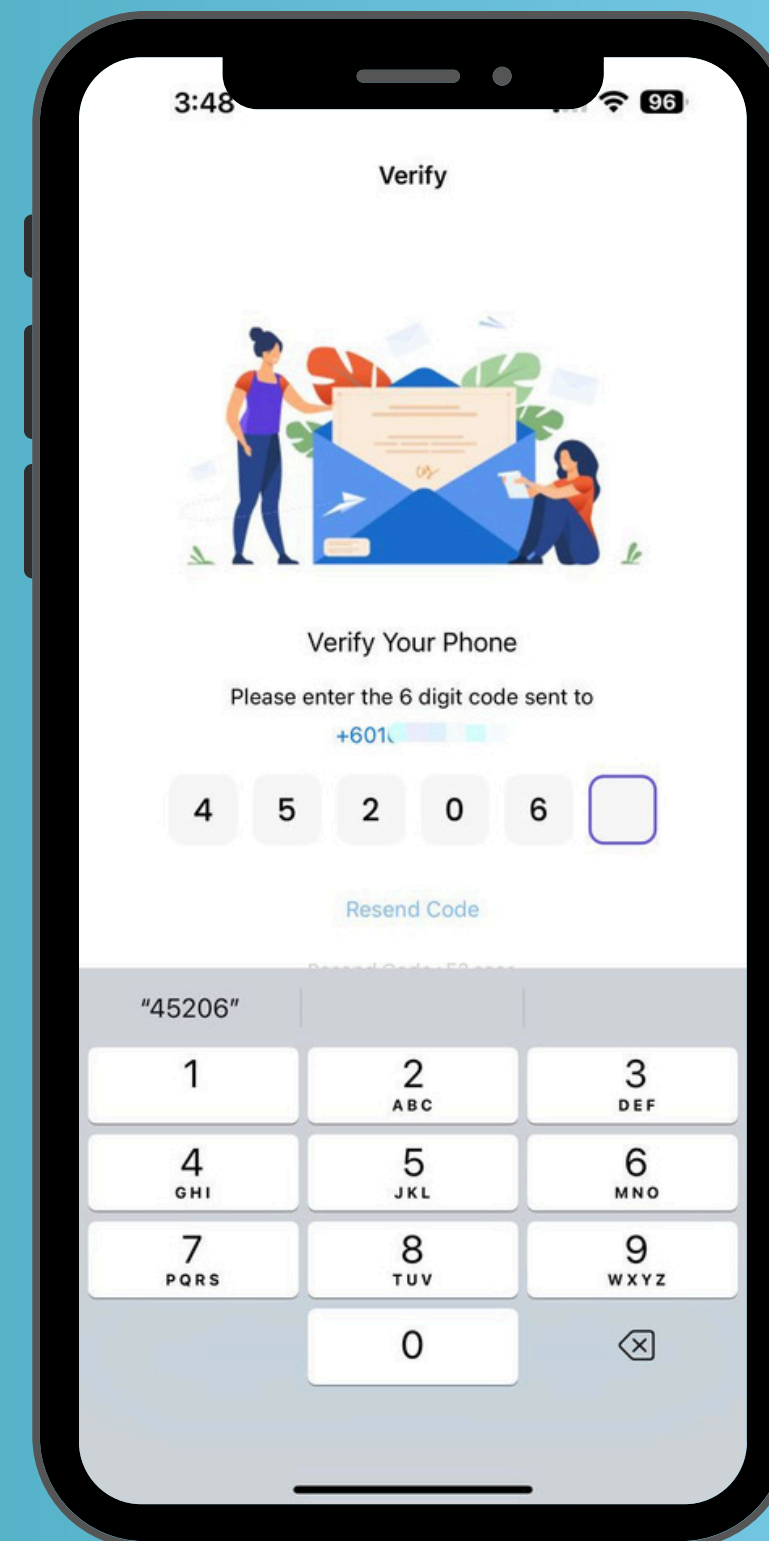 3:48
96
Verify
Verify Your Phone
Please enter the 6 digit code sent to
+601
4 5 2 0 6
Resend Code
“45206”
1 2 3
ABC DEF
4 5 6
GHI JKL MNO
7 8 9
PQRS TUV WXYZ
0